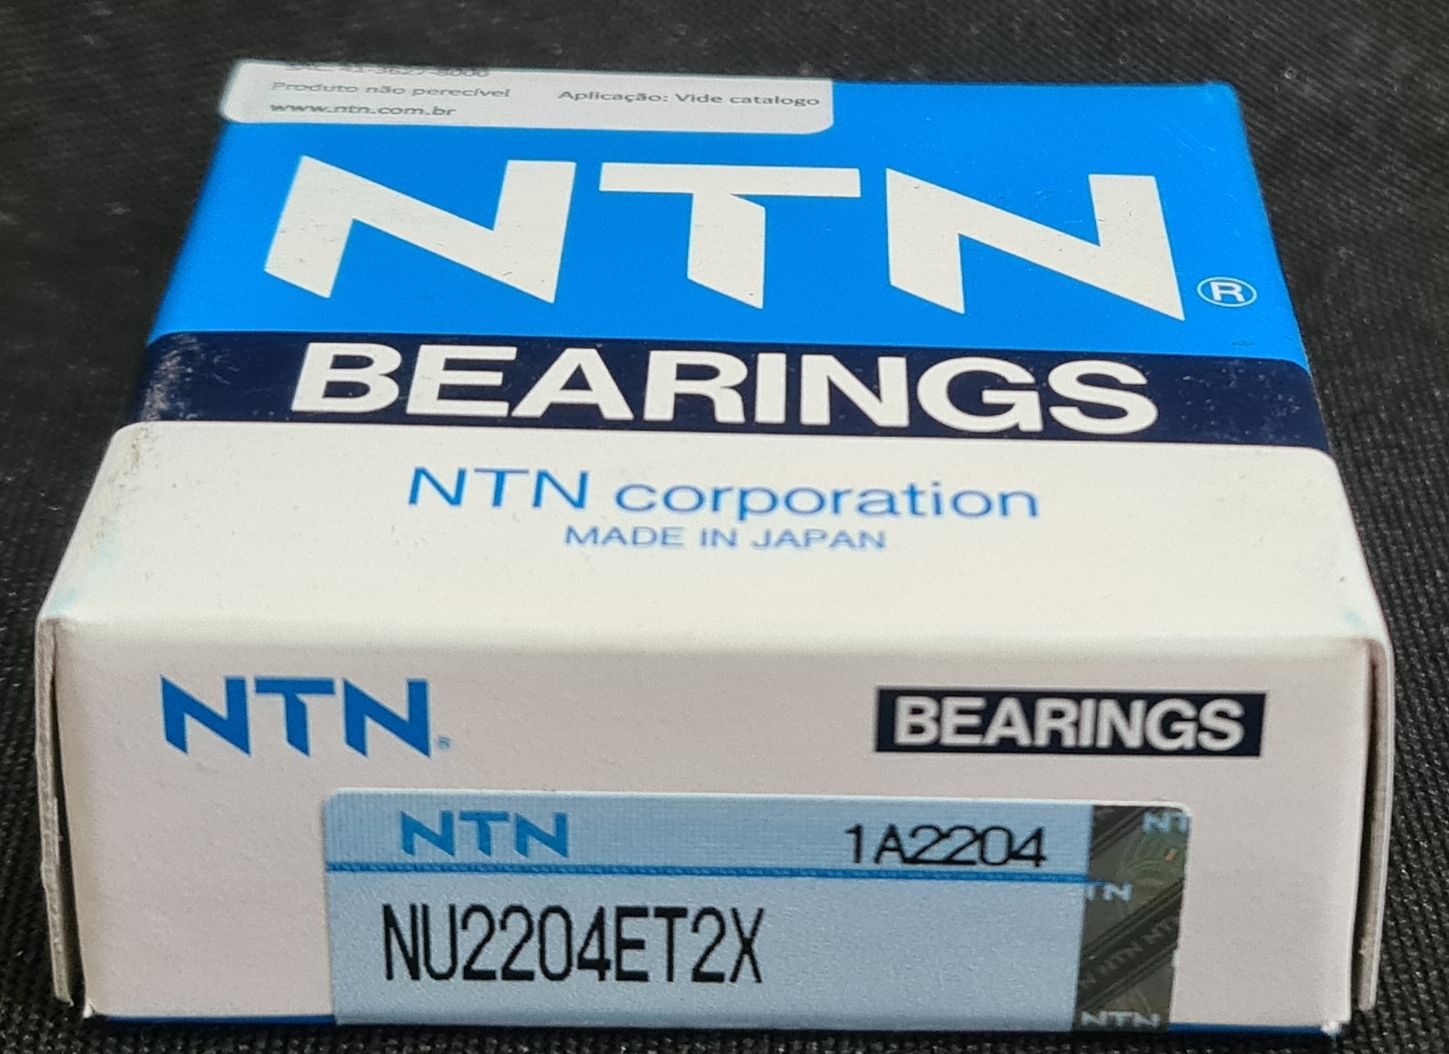 Produto não perecível Aplicação: Vide catalogo
www.ntn.com.br
NTN®
BEARINGS
NTN corporation
MADE IN JAPAN
NTN® BEARINGS
NTN 1A2204
NU2204ET2X
NTN